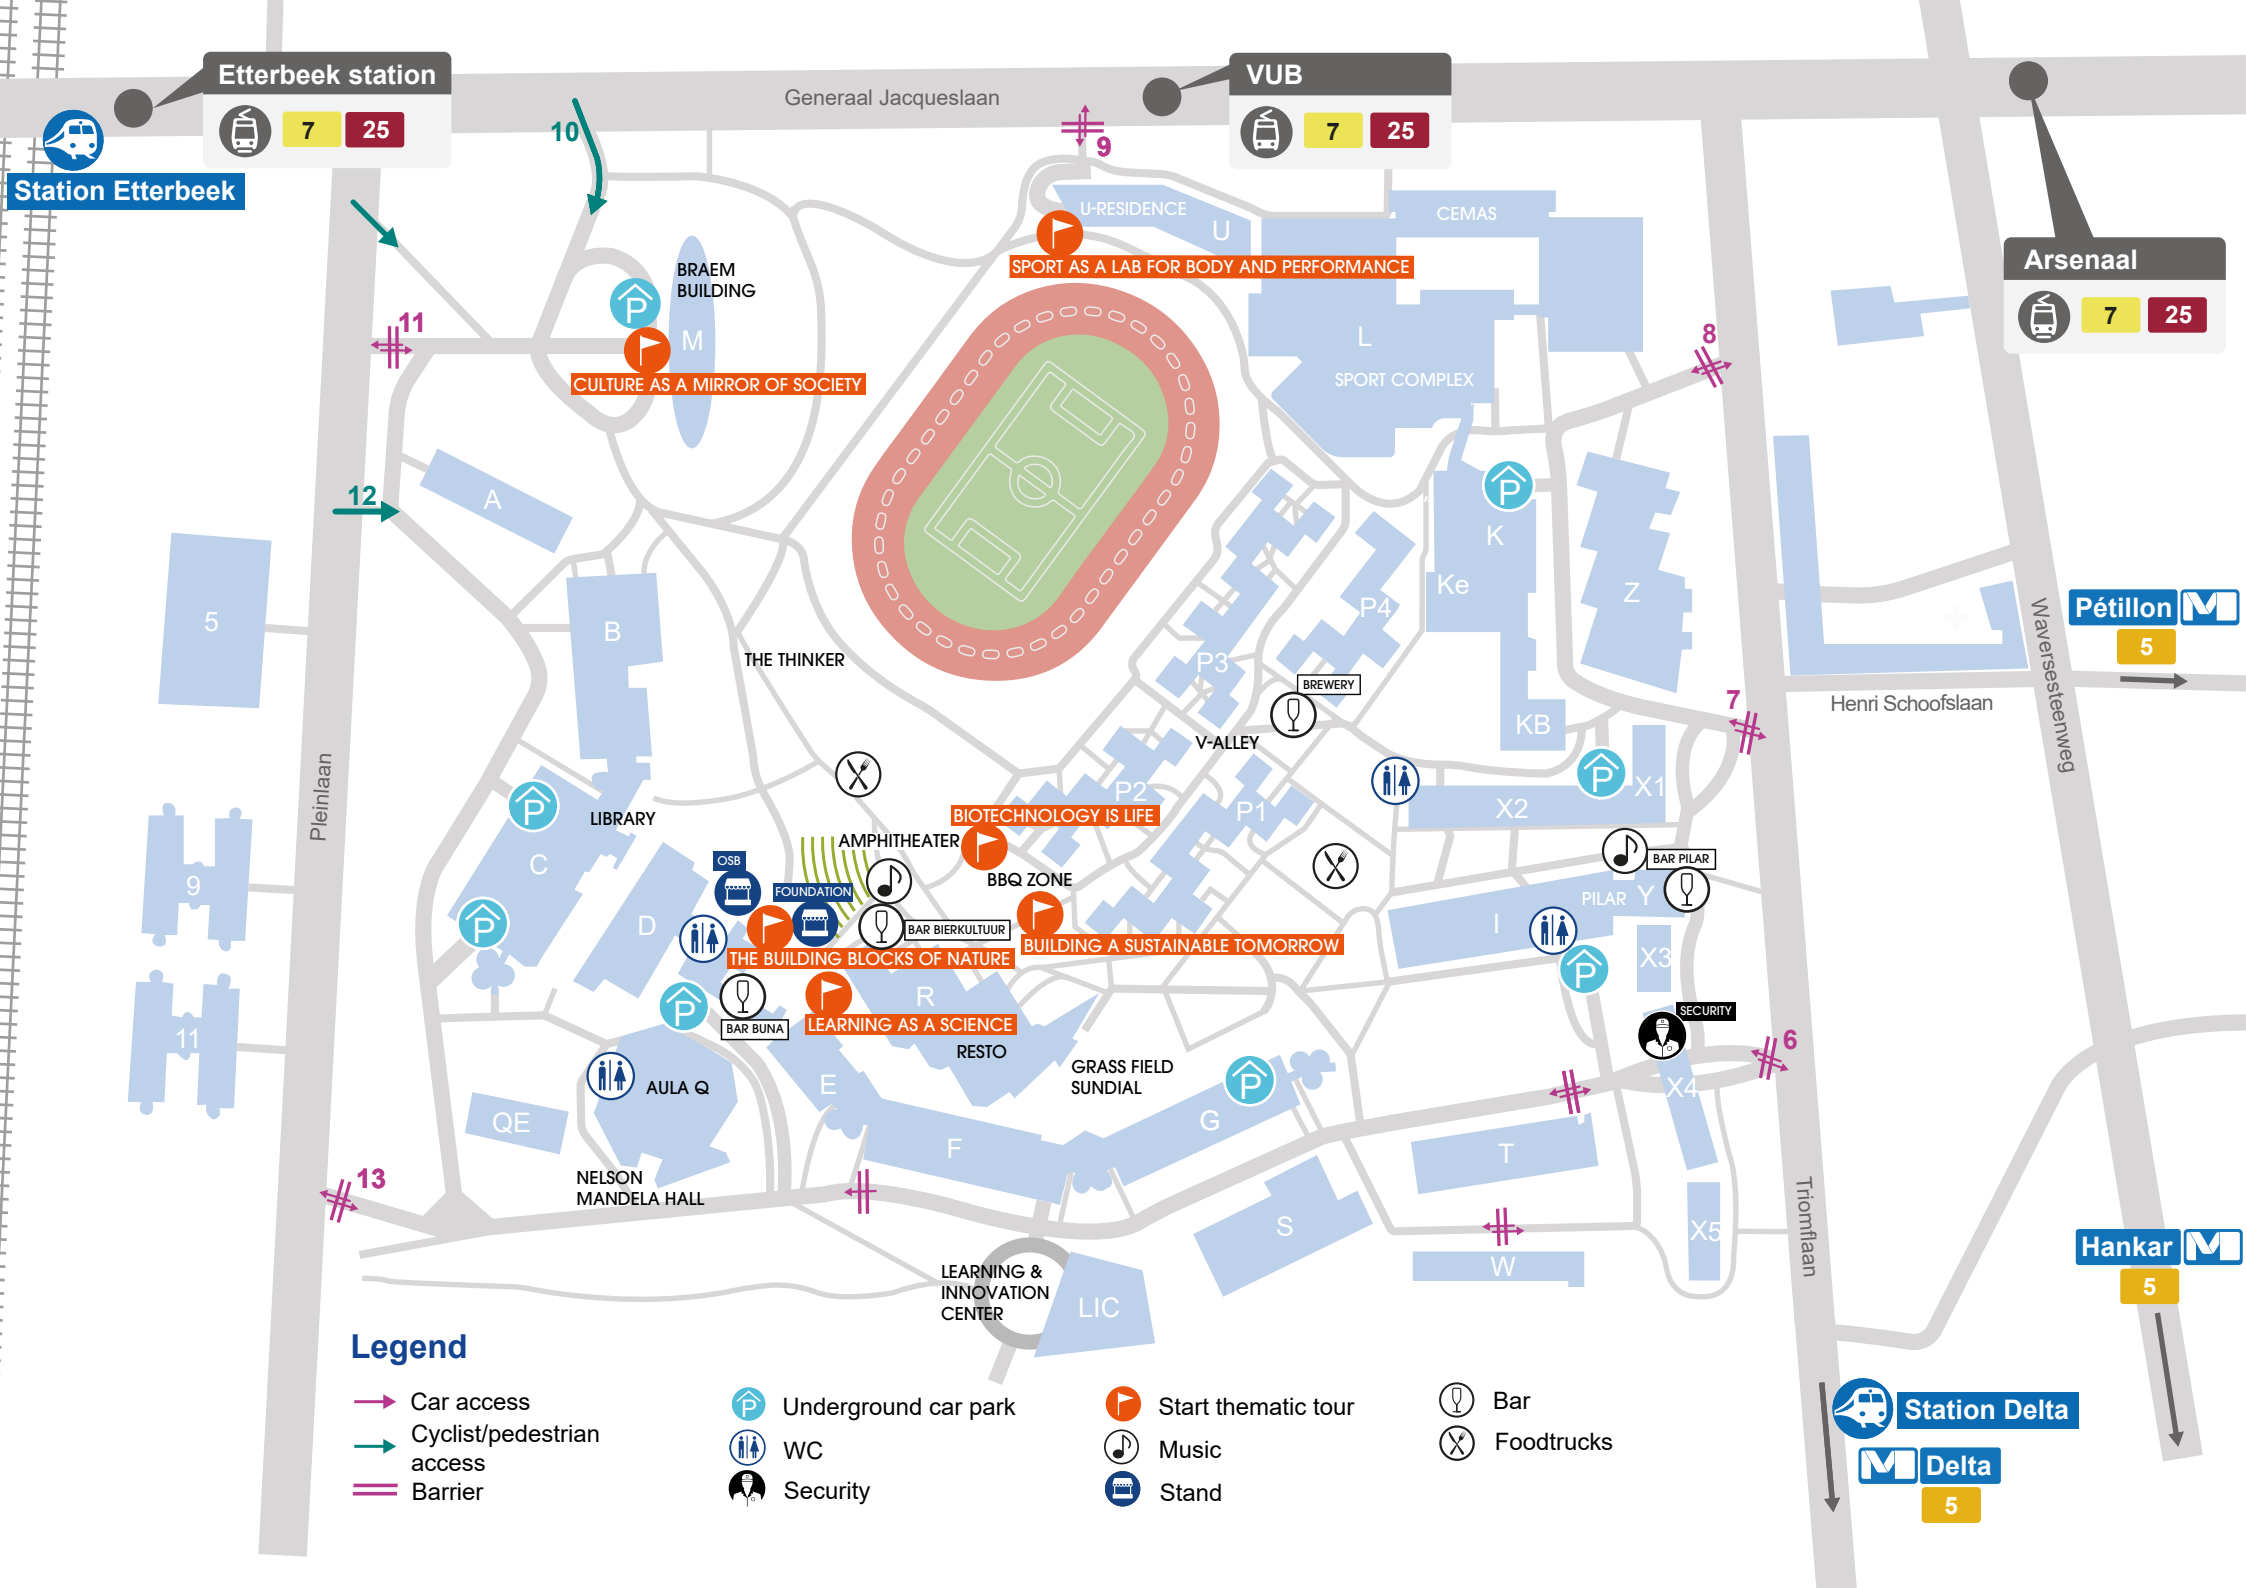 Etterbeek station
7
25
Station Etterbeek
Generaal Jacqueslaan
VUB
7
25
Arsenaal
7
25
10
9
11
12
8
7
6
13
U-RESIDENCE
U
CEMAS
SPORT AS A LAB FOR BODY AND PERFORMANCE
BRAEM
BUILDING
P
M
CULTURE AS A MIRROR OF SOCIETY
L
SPORT COMPLEX
A
P
K
Ke
Z
KB
5
B
P4
P3
THE THINKER
BREWERY
V-ALLEY
Pétillon
M
5
Henri Schoofslaan
Waversesteenweg
Pleinlaan
P
LIBRARY
C
P
9
11
P2
P1
BIOTECHNOLOGY IS LIFE
AMPHITHEATER
BBQ ZONE
OSB
FOUNDATION
D
BAR BIERKULTUUR
THE BUILDING BLOCKS OF NATURE
BUILDING A SUSTAINABLE TOMORROW
P
X1
X2
BAR PILAR
PILAR
Y
I
P
X3
SECURITY
X4
P
BAR BUNA
R
LEARNING AS A SCIENCE
RESTO
AULA Q
E
QE
GRASS FIELD
SUNDIAL
P
G
F
T
NELSON
MANDELA HALL
S
W
X5
Triomflaan
LEARNING &
INNOVATION
CENTER
LIC
Hankar
M
5
Station Delta
M
Delta
5
Legend
Car access
Cyclist/pedestrian
access
Barrier
P
Underground car park
WC
Security
Start thematic tour
Music
Stand
Bar
Foodtrucks